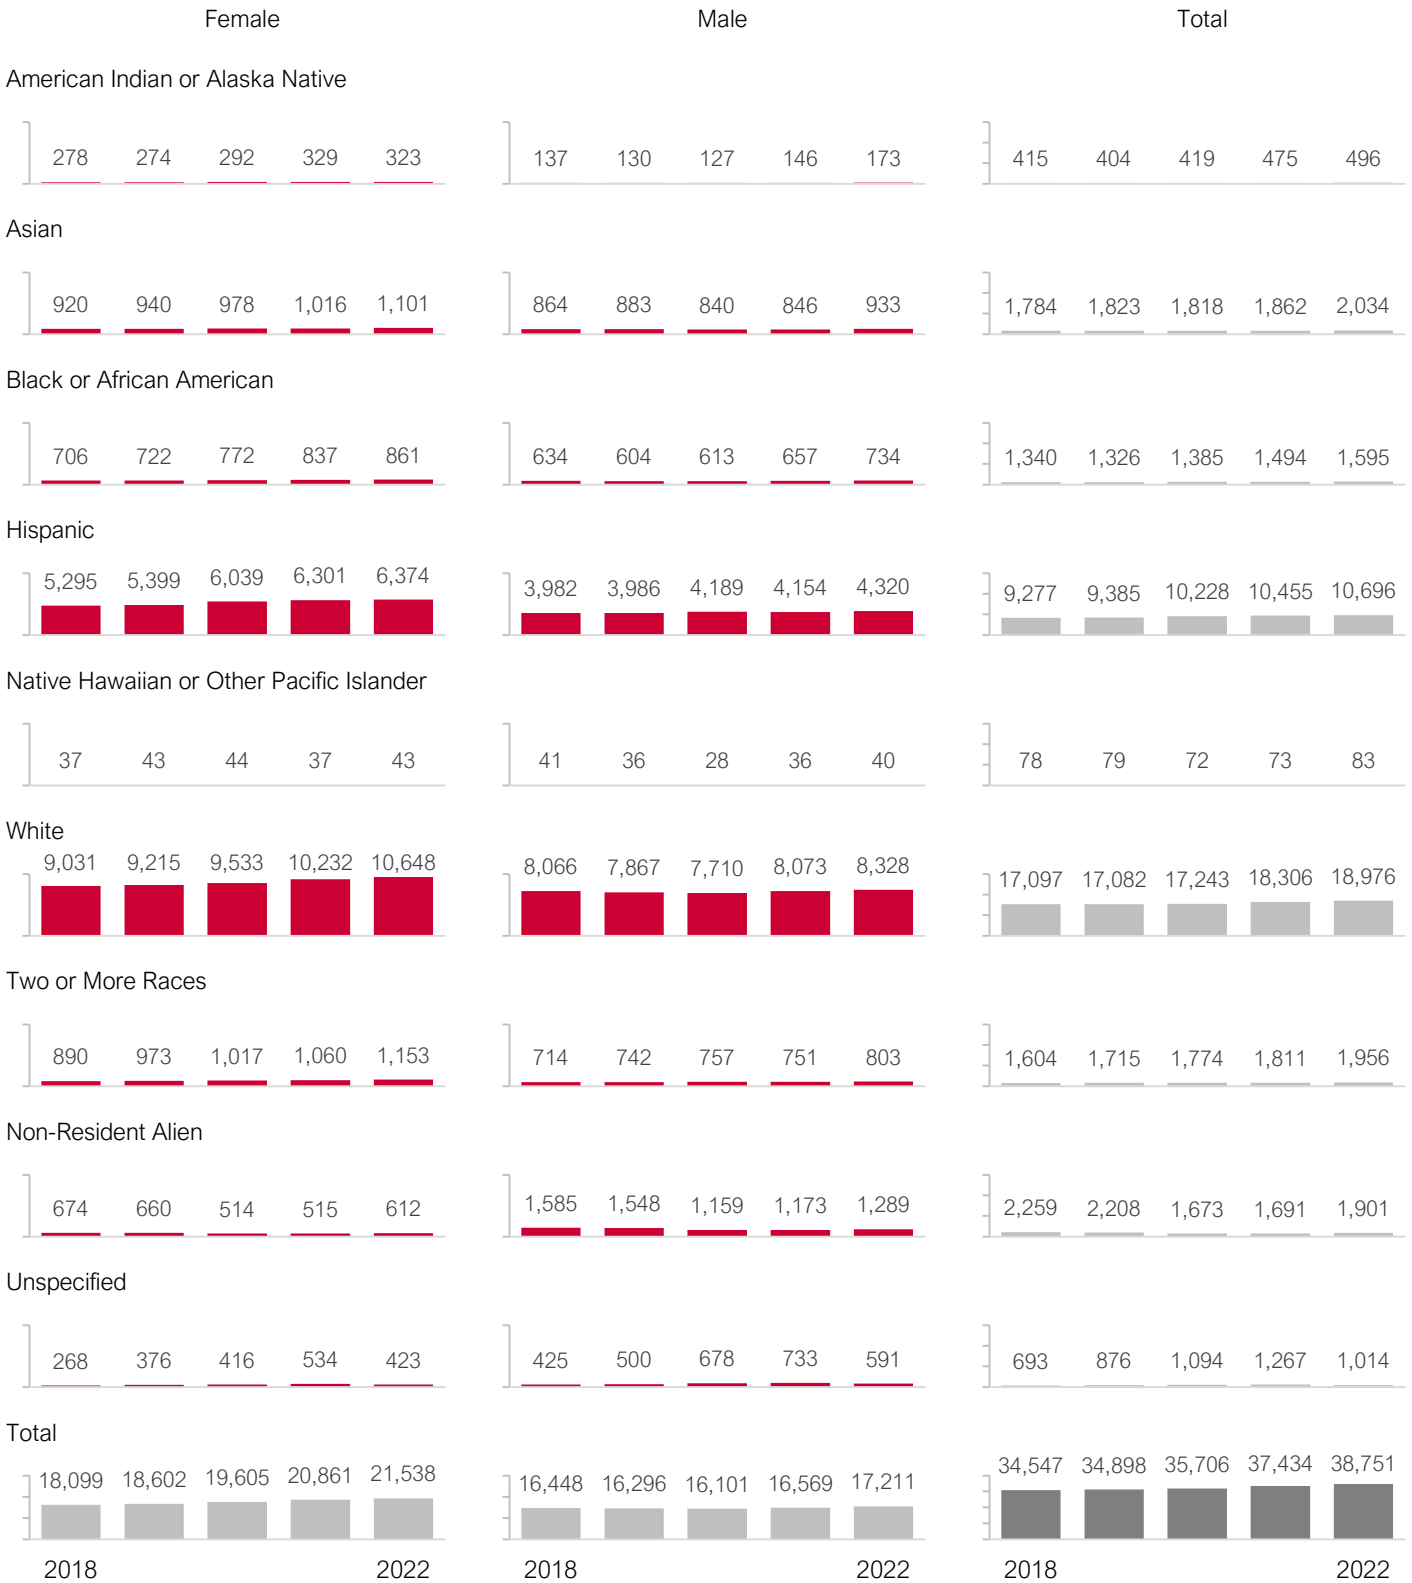 Female Male Total
American Indian or Alaska Native
278 274 292 329 323 137 130 127 146 173 415 404 419 475 496
Asian
920 940 978 1,016 1,101 864 883 840 846 933 1,784 1,823 1,818 1,862 2,034
Black or African American
706 722 772 837 861 634 604 613 657 734 1,340 1,326 1,385 1,494 1,595
Hispanic
5,295 5,399 6,039 6,301 6,374 3,982 3,986 4,189 4,154 4,320 9,277 9,385 10,228 10,455 10,696
Native Hawaiian or Other Pacific Islander
37 43 44 37 43 41 36 28 36 40 78 79 72 73 83
White
9,031 9,215 9,533 10,232 10,648 8,066 7,867 7,710 8,073 8,328 17,097 17,082 17,243 18,306 18,976
Two or More Races
890 973 1,017 1,060 1,153 714 742 757 751 803 1,604 1,715 1,774 1,811 1,956
Non-Resident Alien
674 660 514 515 612 1,585 1,548 1,159 1,173 1,289 2,259 2,208 1,673 1,691 1,901
Unspecified
268 376 416 534 423 425 500 678 733 591 693 876 1,094 1,267 1,014
Total
18,099 18,602 19,605 20,861 21,538 16,448 16,296 16,101 16,569 17,211 34,547 34,898 35,706 37,434 38,751
2018 2022 2018 2022 2018 2022